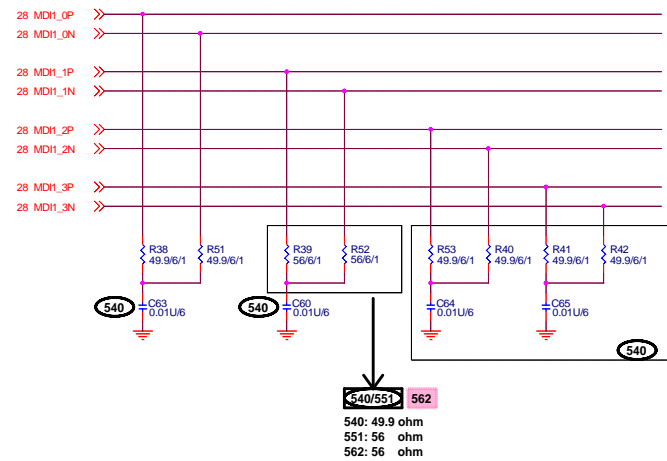 28 MDI1_0P
28 MDI1_0N
28 MDI1_1P
28 MDI1_1N
28 MDI1_2P
28 MDI1_2N
28 MDI1_3P
28 MDI1_3N
R38 R51 R39 R52 R53 R40 R41 R42
49.9/6/1 49.9/6/1 56/6/1 56/6/1 49.9/6/1 49.9/6/1 49.9/6/1 49.9/6/1
540 C63 540 C60 C64 C65
0.01U/6 0.01U/6 0.01U/6 0.01U/6
540
540/551 562
540: 49.9 ohm
551: 56 ohm
562: 56 ohm